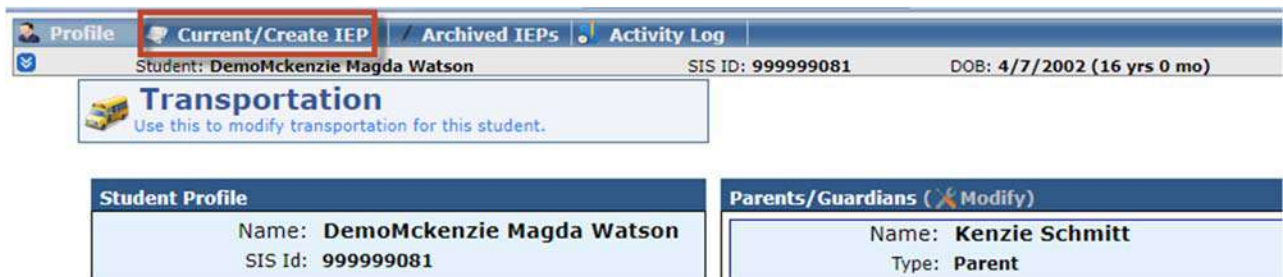 Profile Current/Create IEP Archived IEPs Activity Log
Student: DemoMckenzie Magda Watson SIS ID: 999999081 DOB: 4/7/2002 (16 yrs 0 mo)
Transportation
Use this to modify transportation for this student.
Student Profile Parents/Guardians (Modify)
Name: DemoMckenzie Magda Watson Name: Kenzie Schmitt
SIS Id: 999999081 Type: Parent